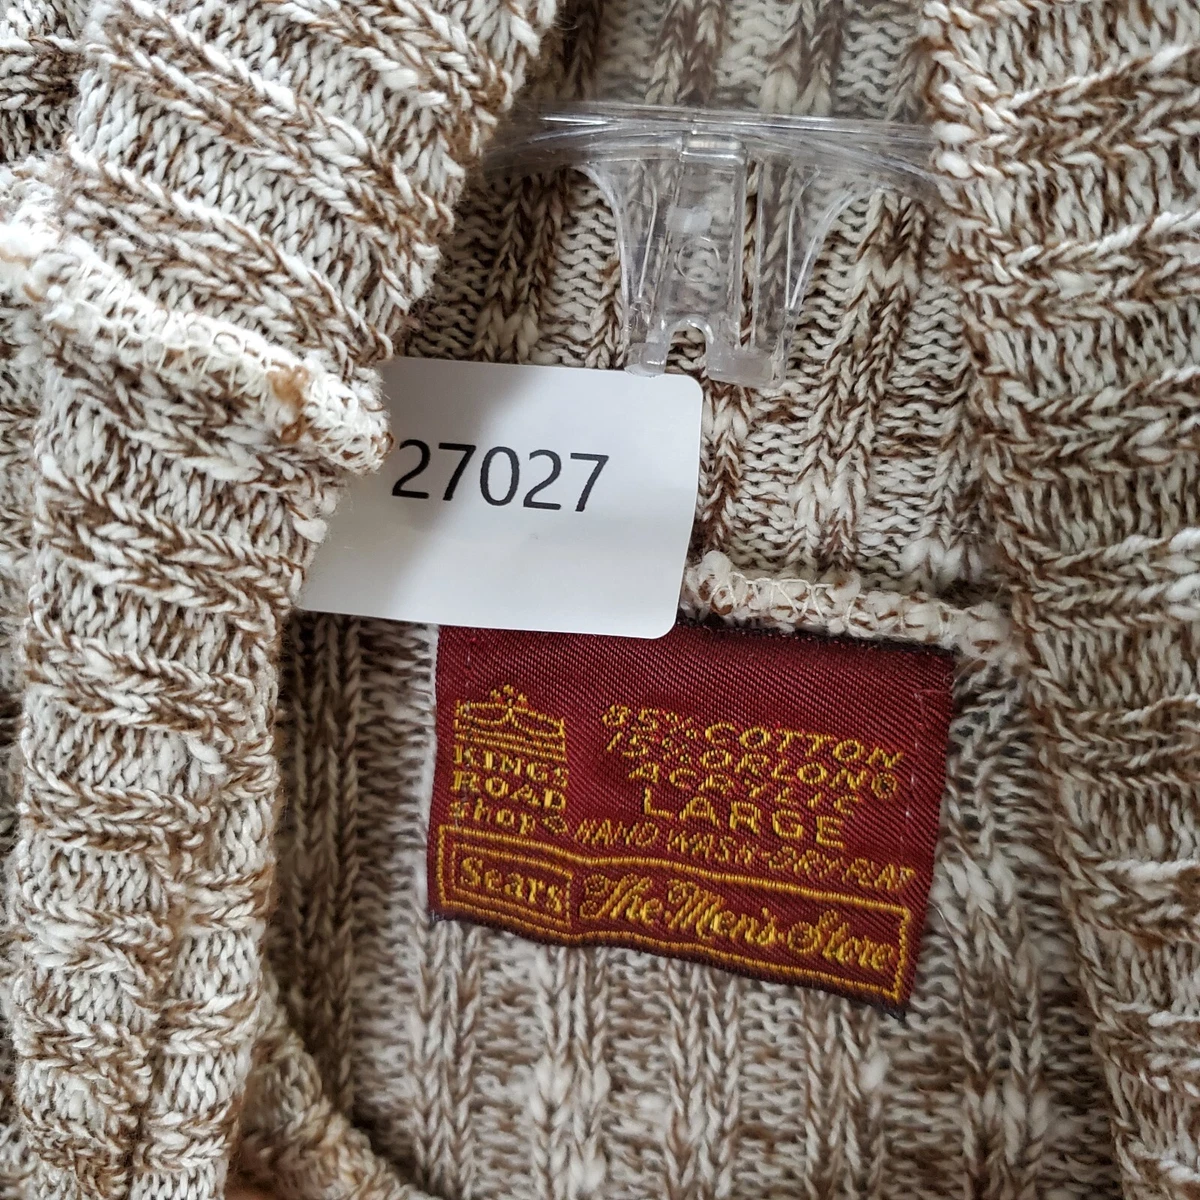 27027
KINGS
ROAD
shop®
85% COTTON
15% ORLON®
ACRYLIC
LARGE
HAND WASH-DRY FLAT
Sears The Men's Store